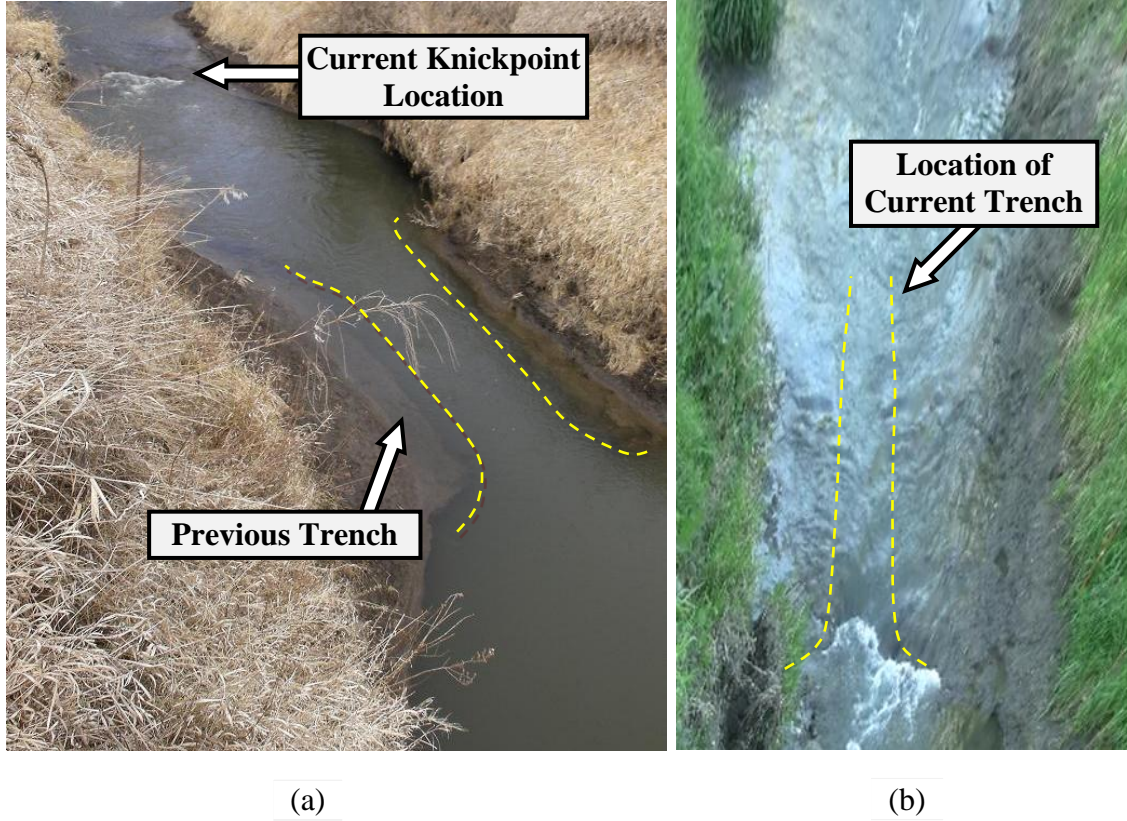 Current Knickpoint
Location
Previous Trench
Location of
Current Trench
(a)
(b)